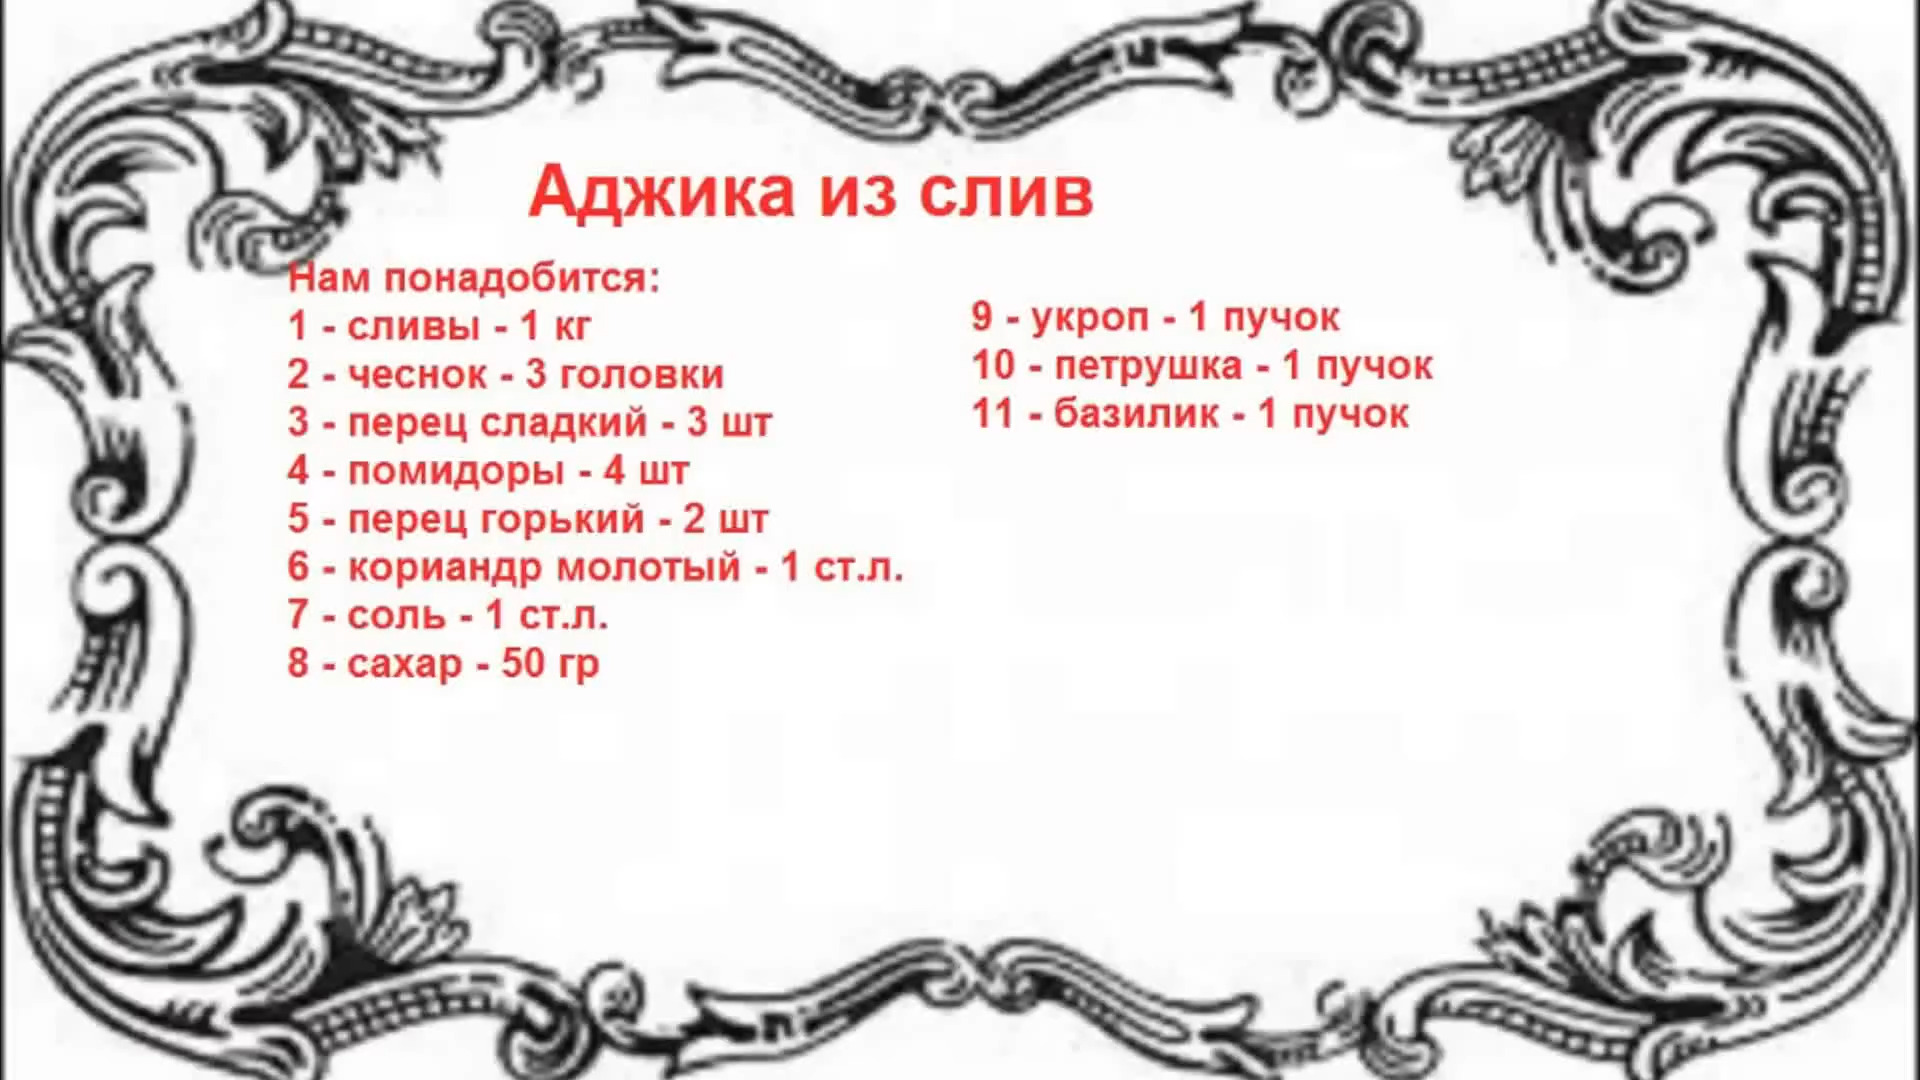 Аджика из слив
Нам понадобится:
1 - сливы - 1 кг
2 - чеснок - 3 головки
3 - перец сладкий - 3 шт
4 - помидоры - 4 шт
5 - перец горький - 2 шт
6 - кориандр молотый - 1 ст.л.
7 - соль - 1 ст.л.
8 - сахар - 50 гр
9 - укроп - 1 пучок
10 - петрушка - 1 пучок
11 - базилик - 1 пучок